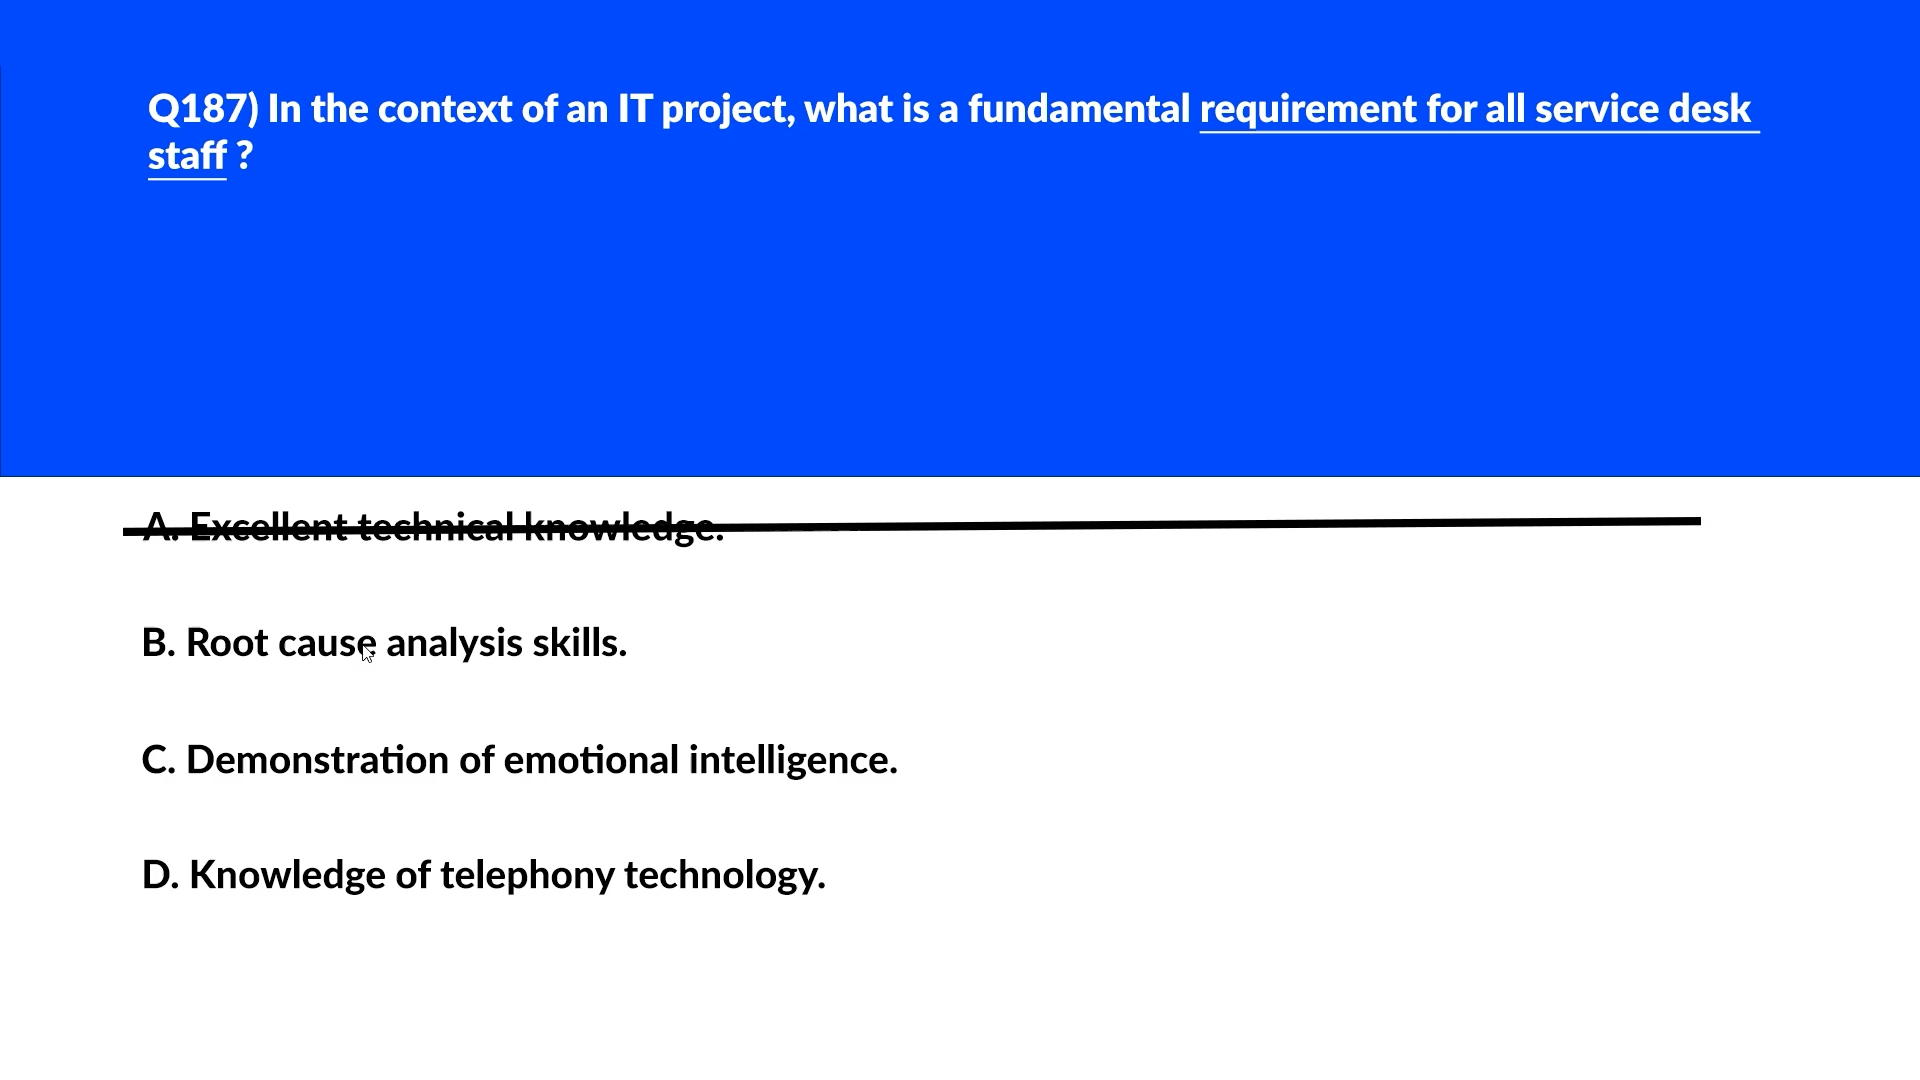 Q187) In the context of an IT project, what is a fundamental requirement for all service desk
staff ?
A. Excellent technical knowledge.
B. Root cause analysis skills.
C. Demonstration of emotional intelligence.
D. Knowledge of telephony technology.